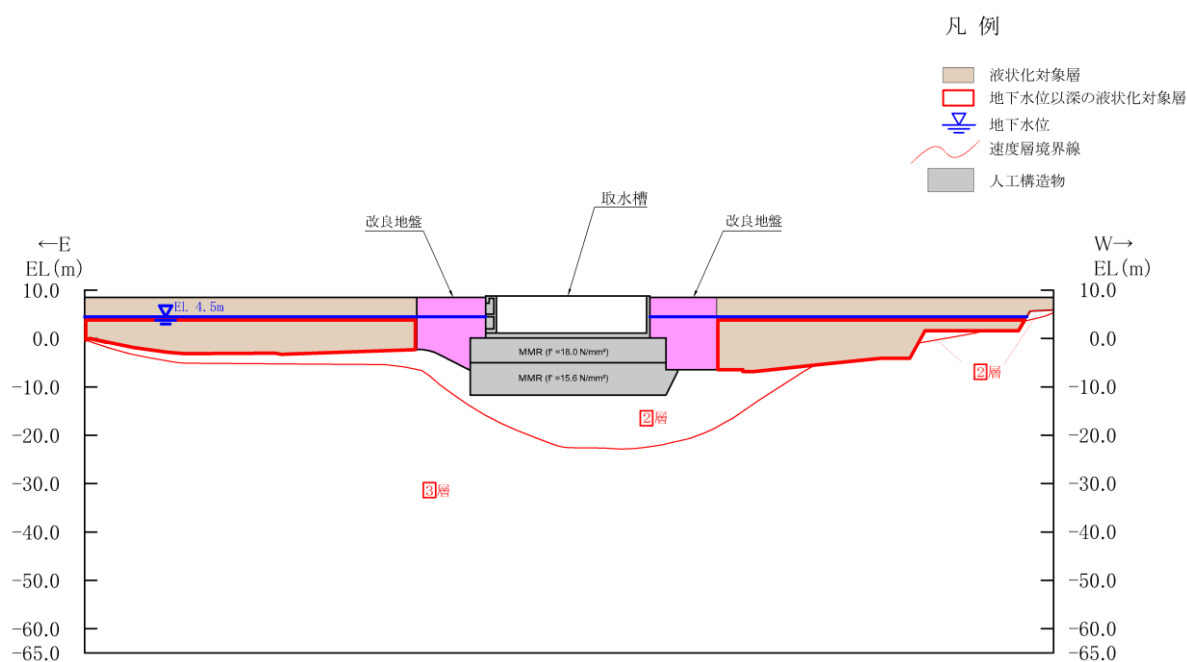 凡 例
液状化対象層
地下水位以深の液状化対象層
地下水位
速度層境界線
人工構造物
取水槽
改良地盤
改良地盤
←E
EL(m)
W→
EL(m)
10.0
0.0
-10.0
-20.0
-30.0
-40.0
-50.0
-60.0
-65.0
EL 4.5m
MMR (f' =18.0 N/mm²)
MMR (f' =15.6 N/mm²)
2層
2層
3層
10.0
0.0
-10.0
-20.0
-30.0
-40.0
-50.0
-60.0
-65.0